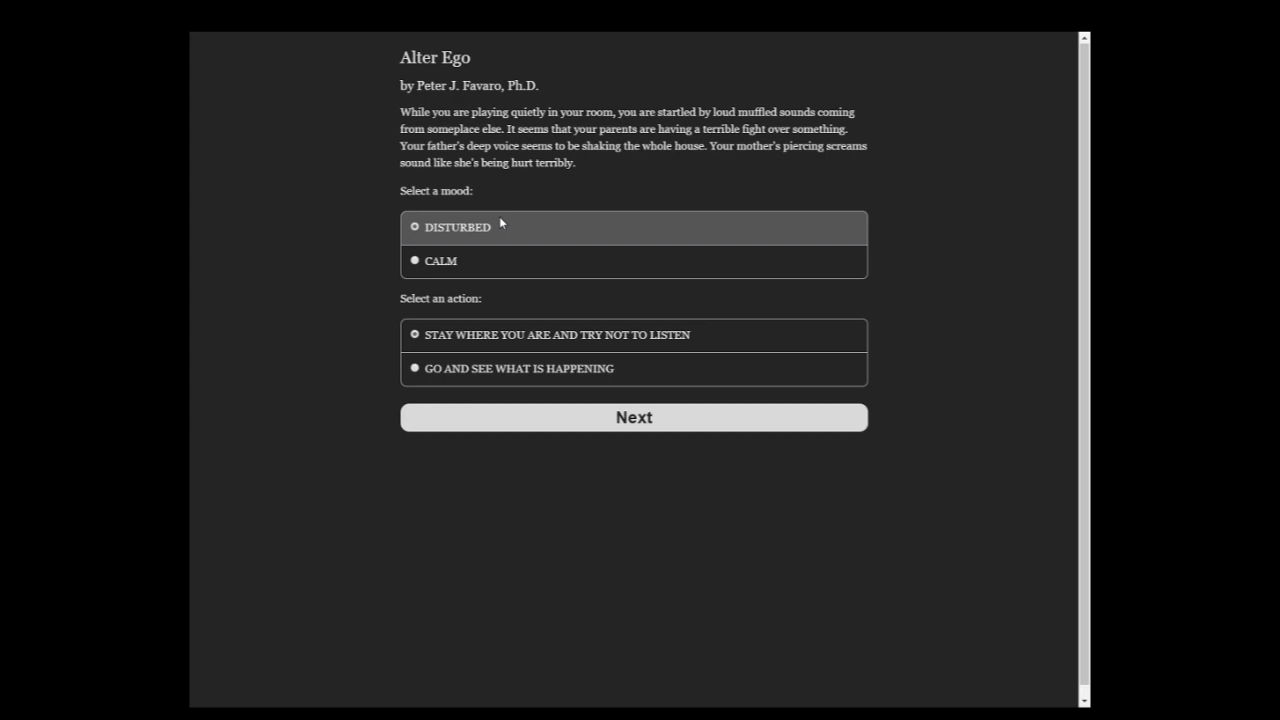 Alter Ego
by Peter J. Favaro, Ph.D.
While you are playing quietly in your room, you are startled by loud muffled sounds coming
from someplace else. It seems that your parents are having a terrible fight over something.
Your father's deep voice seems to be shaking the whole house. Your mother's piercing screams
sound like she's being hurt terribly.
Select a mood:
DISTURBED
CALM
Select an action:
STAY WHERE YOU ARE AND TRY NOT TO LISTEN
GO AND SEE WHAT IS HAPPENING
Next